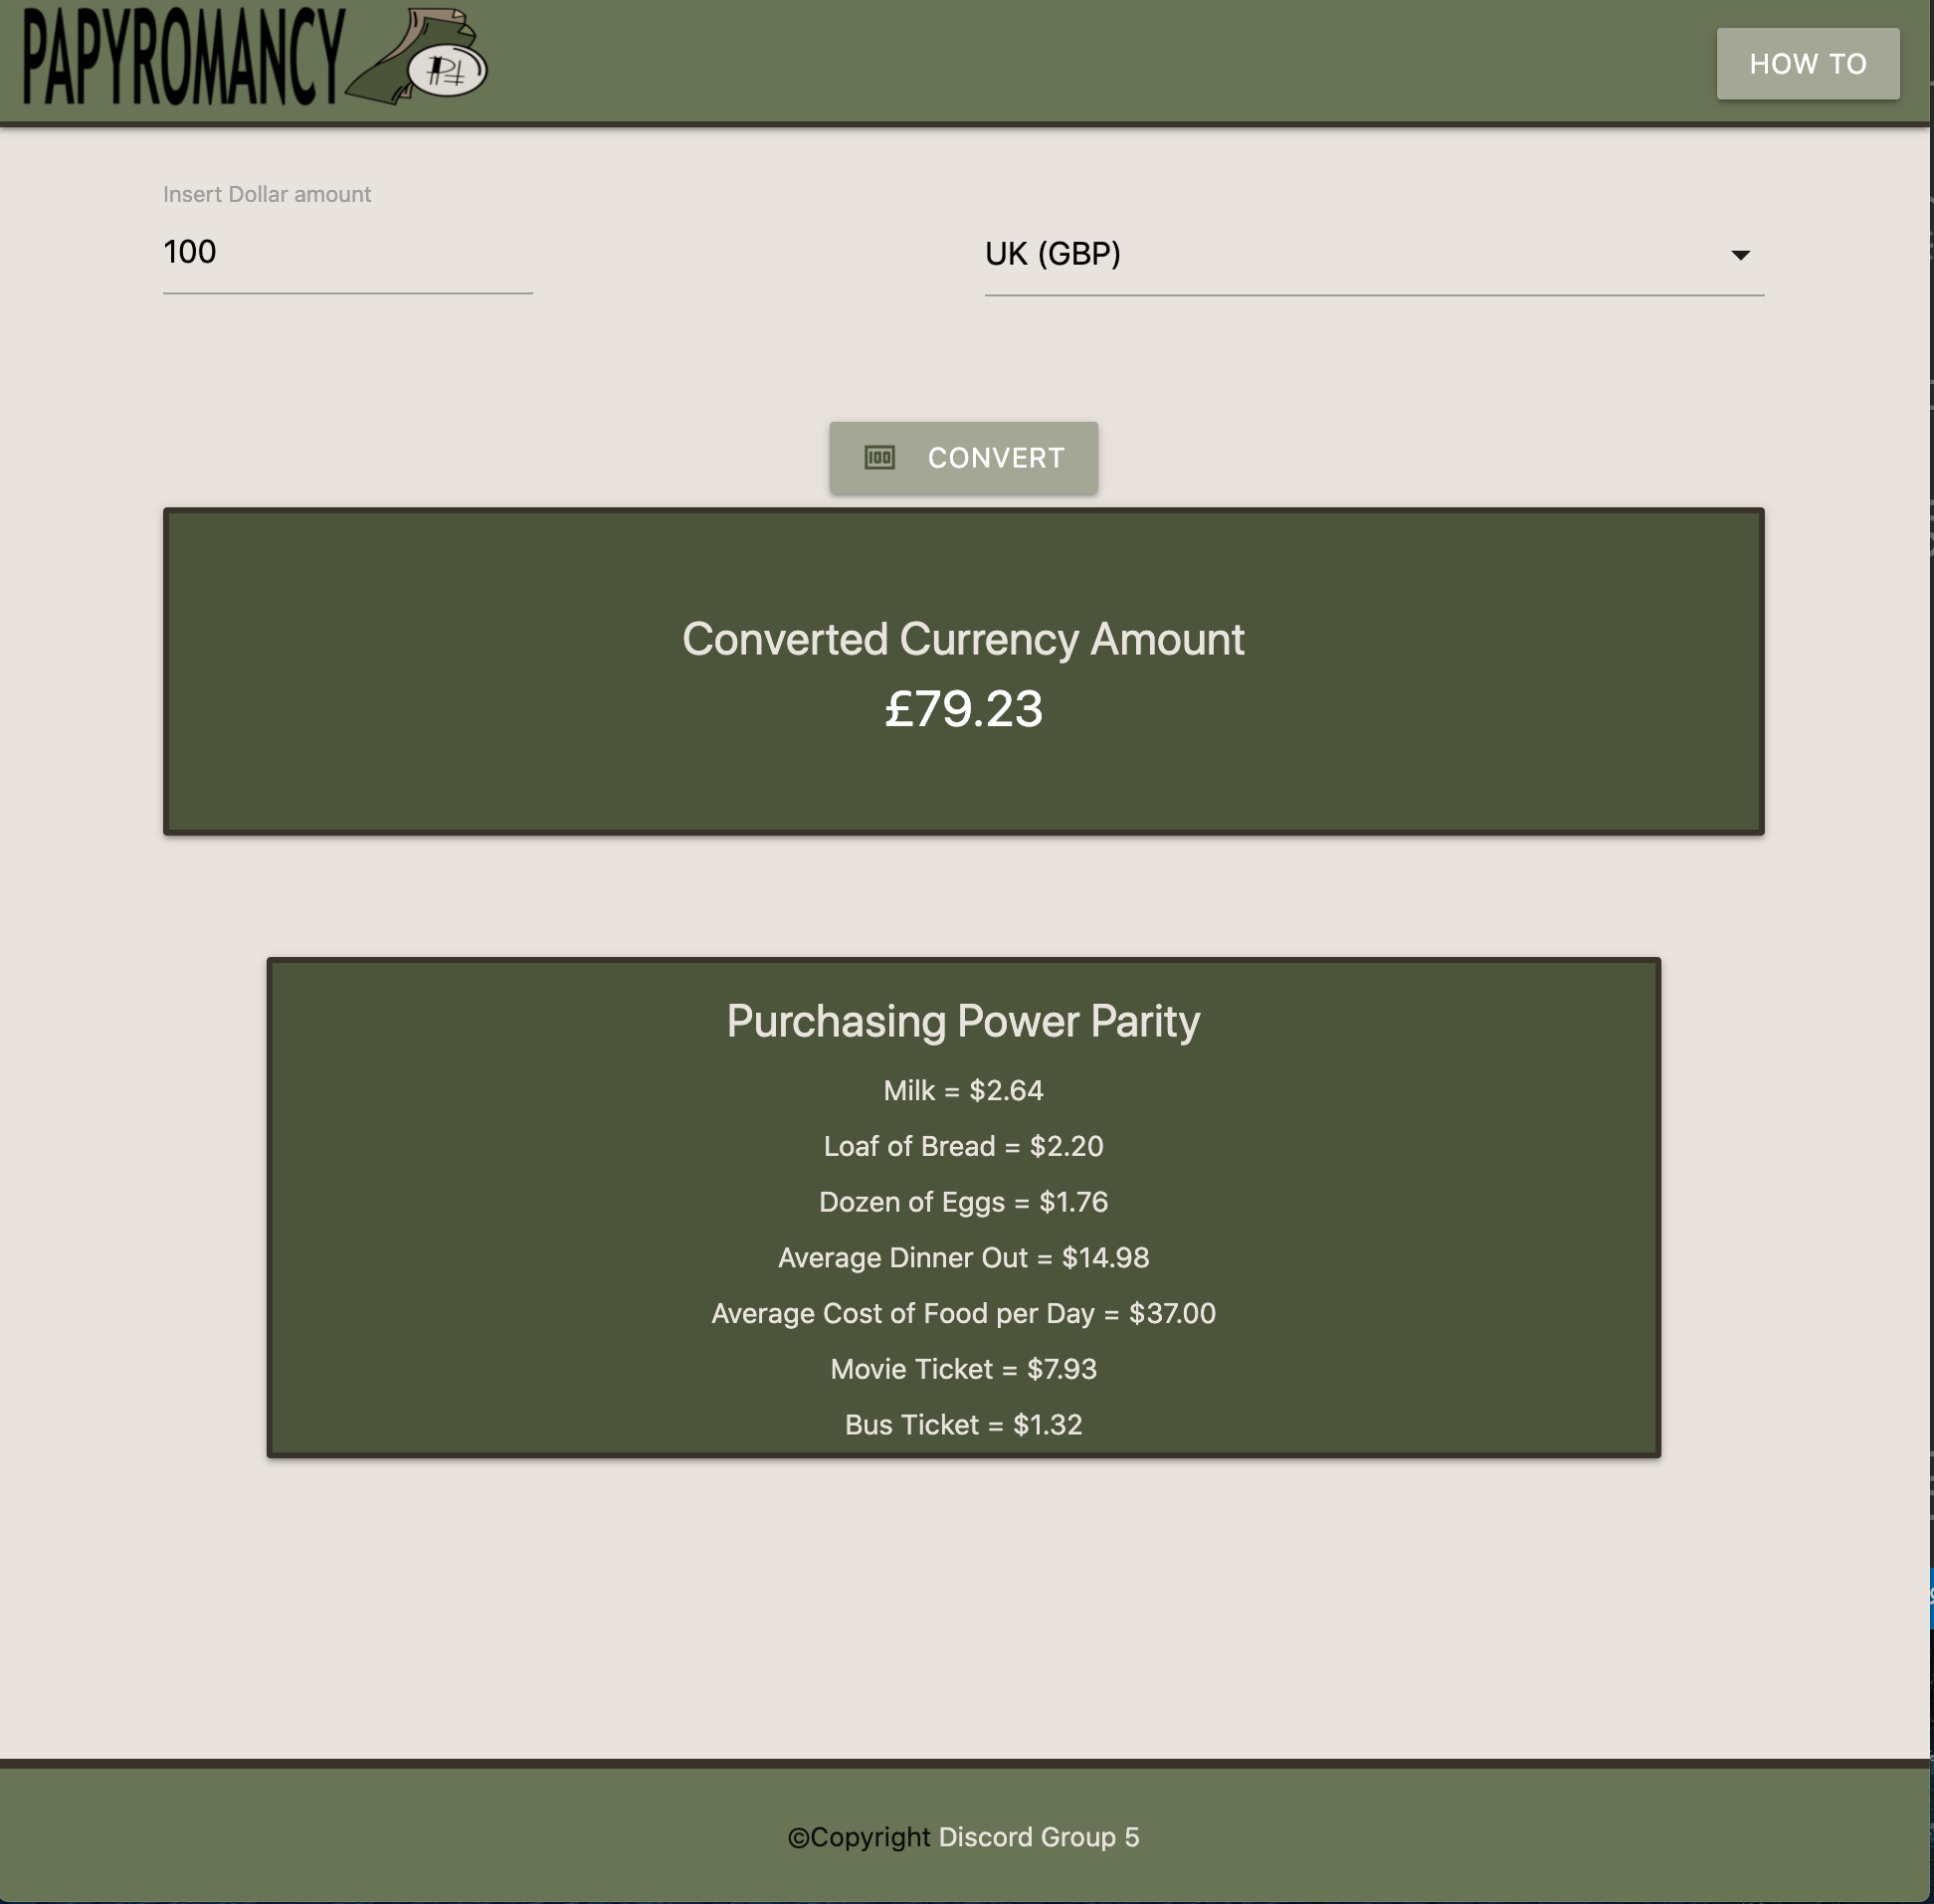 PAPYROMANCY
HOW TO
Insert Dollar amount
100
UK (GBP)
100 CONVERT
Converted Currency Amount
£79.23
Purchasing Power Parity
Milk = $2.64
Loaf of Bread = $2.20
Dozen of Eggs = $1.76
Average Dinner Out = $14.98
Average Cost of Food per Day = $37.00
Movie Ticket = $7.93
Bus Ticket = $1.32
©Copyright Discord Group 5